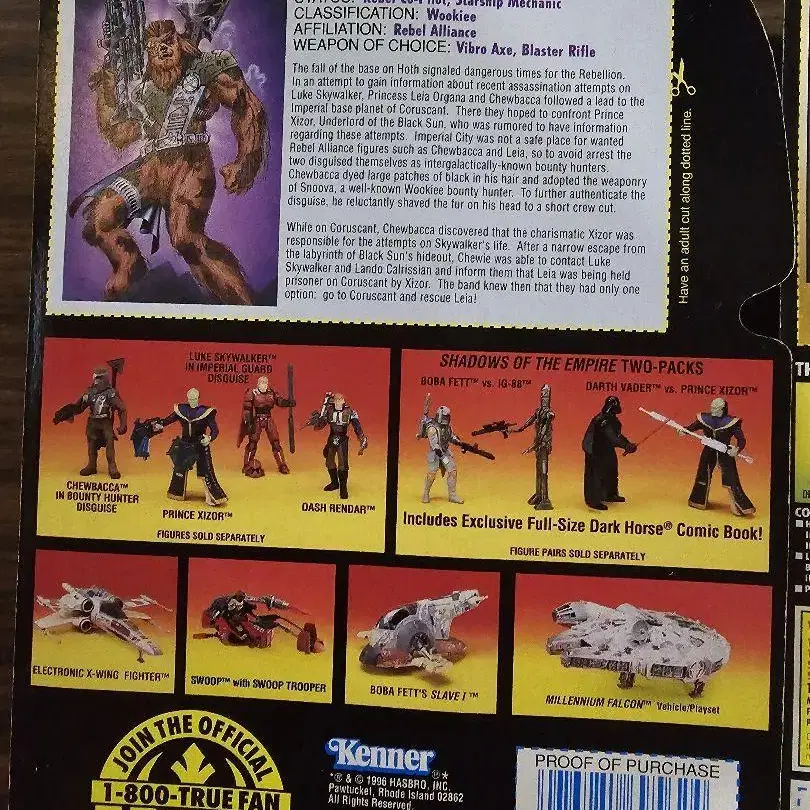 Rebel Co-Pilot, Starship Mechanic
CLASSIFICATION: Wookiee
AFFILIATION: Rebel Alliance
WEAPON OF CHOICE: Vibro Axe, Blaster Rifle
The fall of the base on Hoth signaled dangerous times for the Rebellion.
In an attempt to gain information about recent assassination attempts on
Luke Skywalker, Princess Leia Organa and Chewbacca followed a lead to the
Imperial base planet of Coruscant. There they hoped to confront Prince
Xizor, Underlord of the Black Sun, who was rumored to have information
regarding these attempts. Imperial City was not a safe place for wanted
Rebel Alliance figures such as Chewbacca and Leia, so to avoid arrest the
two disguised themselves as intergalactically-known bounty hunters.
Chewbacca dyed large patches of black in his hair and adopted the weaponry
of Snoova, a well-known Wookiee bounty hunter. To further authenticate the
disguise, he reluctantly shaved the fur on his head to a short crew cut.
While on Coruscant, Chewbacca discovered that the charismatic Xizor was
responsible for the attempts on Skywalker's life. After a narrow escape from
the labyrinth of Black Sun's hideout, Chewie was able to contact Luke
Skywalker and Lando Calrissian and inform them that Leia was being held
prisoner on Coruscant by Xizor. The band knew then that they had only one
option: go to Coruscant and rescue Leia!
Have an adult cut along dotted line.
LUKE SKYWALKER™
IN IMPERIAL GUARD
DISGUISE
CHEWBACCA™
IN BOUNTY HUNTER
DISGUISE
PRINCE XIZOR™
DASH RENDAR™
FIGURES SOLD SEPARATELY
SHADOWS OF THE EMPIRE TWO-PACKS
BOBA FETT™ vs. IG-88™
DARTH VADER™ vs. PRINCE XIZOR™
Includes Exclusive Full-Size Dark Horse® Comic Book!
FIGURE PAIRS SOLD SEPARATELY
ELECTRONIC X-WING FIGHTER™
SWOOP™ with SWOOP TROOPER
BOBA FETT'S SLAVE I™
MILLENNIUM FALCON™ Vehicle/Playset
JOIN THE OFFICIAL
1-800-TRUE FAN
Kenner®*
*® & © 1996 HASBRO, INC.
Pawtucket, Rhode Island 02862
All Rights Reserved.
PROOF OF PURCHASE
TH
CO